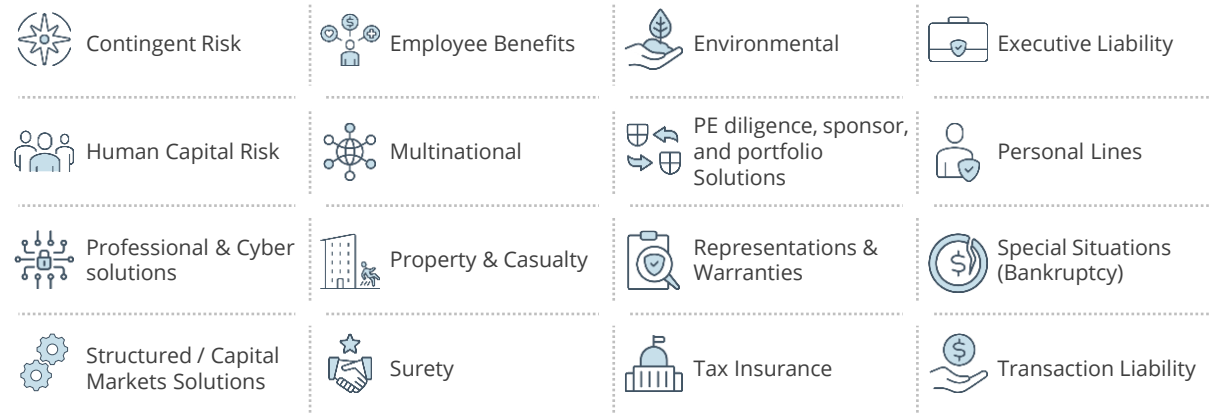 Contingent Risk
Employee Benefits
Environmental
Executive Liability
Human Capital Risk
Multinational
PE diligence, sponsor,
and portfolio
Solutions
Personal Lines
Professional & Cyber
solutions
Property & Casualty
Representations &
Warranties
Special Situations
(Bankruptcy)
Structured / Capital
Markets Solutions
Surety
Tax Insurance
Transaction Liability